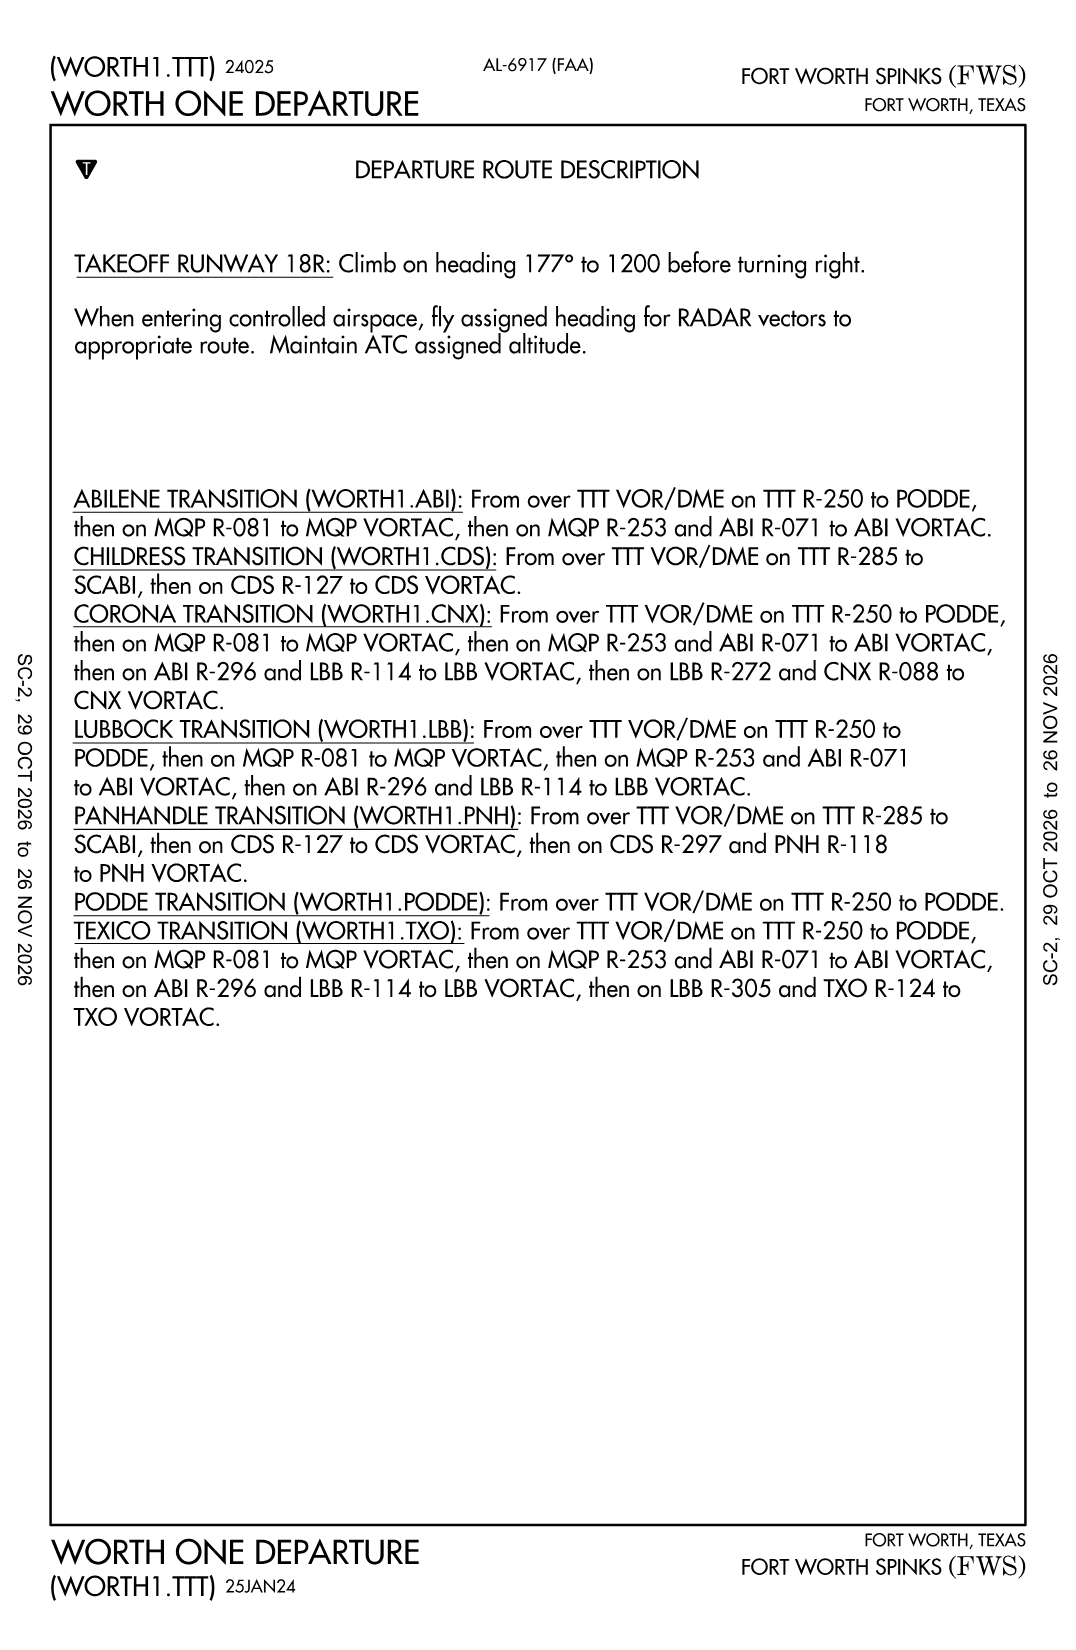 (WORTH1.TTT) 24025
AL-6917 (FAA)
FORT WORTH SPINKS (FWS)
WORTH ONE DEPARTURE
FORT WORTH, TEXAS
T
DEPARTURE ROUTE DESCRIPTION
TAKEOFF RUNWAY 18R: Climb on heading 177° to 1200 before turning right.
When entering controlled airspace, fly assigned heading for RADAR vectors to
appropriate route. Maintain ATC assigned altitude.
ABILENE TRANSITION (WORTH1.ABI): From over TTT VOR/DME on TTT R-250 to PODDE,
then on MQP R-081 to MQP VORTAC, then on MQP R-253 and ABI R-071 to ABI VORTAC.
CHILDRESS TRANSITION (WORTH1.CDS): From over TTT VOR/DME on TTT R-285 to
SCABI, then on CDS R-127 to CDS VORTAC.
CORONA TRANSITION (WORTH1.CNX): From over TTT VOR/DME on TTT R-250 to PODDE,
then on MQP R-081 to MQP VORTAC, then on MQP R-253 and ABI R-071 to ABI VORTAC,
then on ABI R-296 and LBB R-114 to LBB VORTAC, then on LBB R-272 and CNX R-088 to
CNX VORTAC.
LUBBOCK TRANSITION (WORTH1.LBB): From over TTT VOR/DME on TTT R-250 to
PODDE, then on MQP R-081 to MQP VORTAC, then on MQP R-253 and ABI R-071
to ABI VORTAC, then on ABI R-296 and LBB R-114 to LBB VORTAC.
PANHANDLE TRANSITION (WORTH1.PNH): From over TTT VOR/DME on TTT R-285 to
SCABI, then on CDS R-127 to CDS VORTAC, then on CDS R-297 and PNH R-118
to PNH VORTAC.
PODDE TRANSITION (WORTH1.PODDE): From over TTT VOR/DME on TTT R-250 to PODDE.
TEXICO TRANSITION (WORTH1.TXO): From over TTT VOR/DME on TTT R-250 to PODDE,
then on MQP R-081 to MQP VORTAC, then on MQP R-253 and ABI R-071 to ABI VORTAC,
then on ABI R-296 and LBB R-114 to LBB VORTAC, then on LBB R-305 and TXO R-124 to
TXO VORTAC.
SC-2, 29 OCT 2026 to 26 NOV 2026
SC-2, 29 OCT 2026 to 26 NOV 2026
WORTH ONE DEPARTURE
FORT WORTH, TEXAS
(WORTH1.TTT) 25JAN24
FORT WORTH SPINKS (FWS)